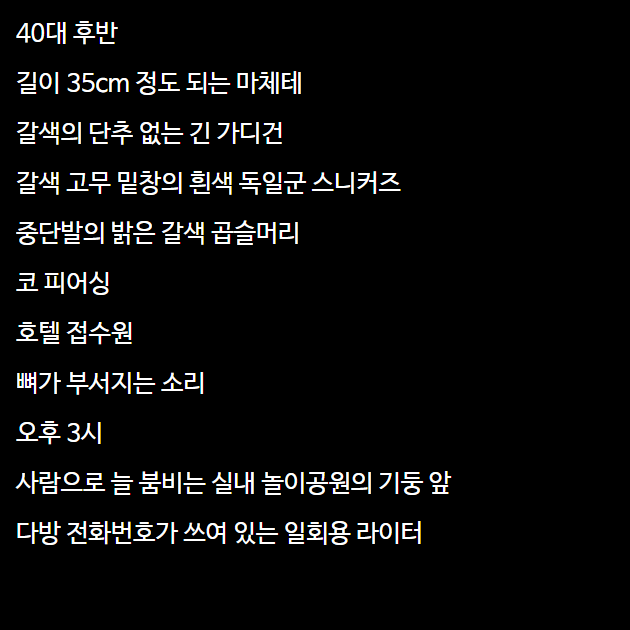 40대 후반
길이 35cm 정도 되는 마체테
갈색의 단추 없는 긴 가디건
갈색 고무 밑창의 흰색 독일군 스니커즈
중단발의 밝은 갈색 곱슬머리
코 피어싱
호텔 접수원
뼈가 부서지는 소리
오후 3시
사람으로 늘 붐비는 실내 놀이공원의 기둥 앞
다방 전화번호가 쓰여 있는 일회용 라이터